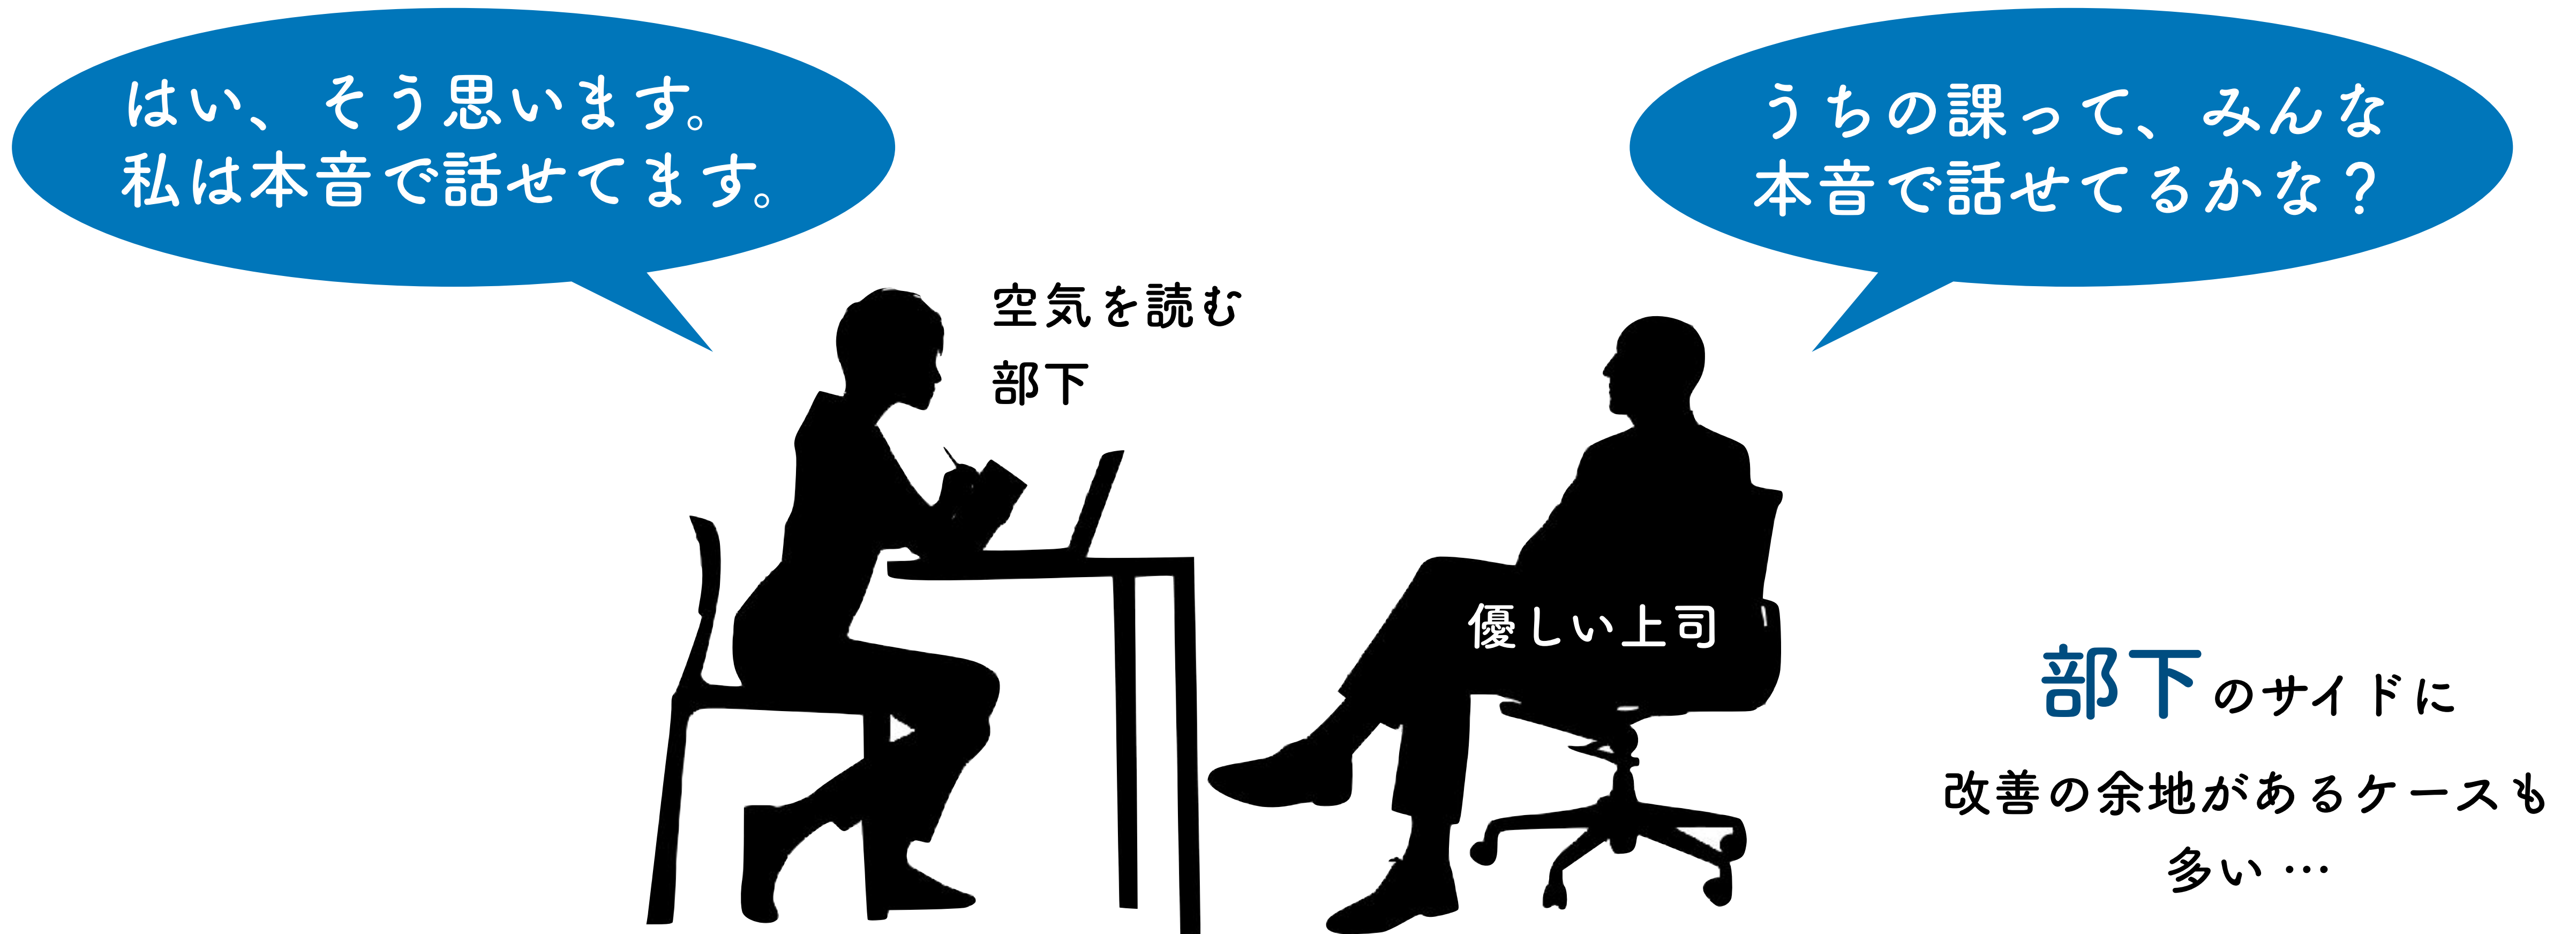 はい、そう思います。
私は本音で話せてます。
うちの課って、みんな
本音で話せてるかな？
空気を読む
部下
優しい上司
部下のサイドに
改善の余地があるケースも
多い …